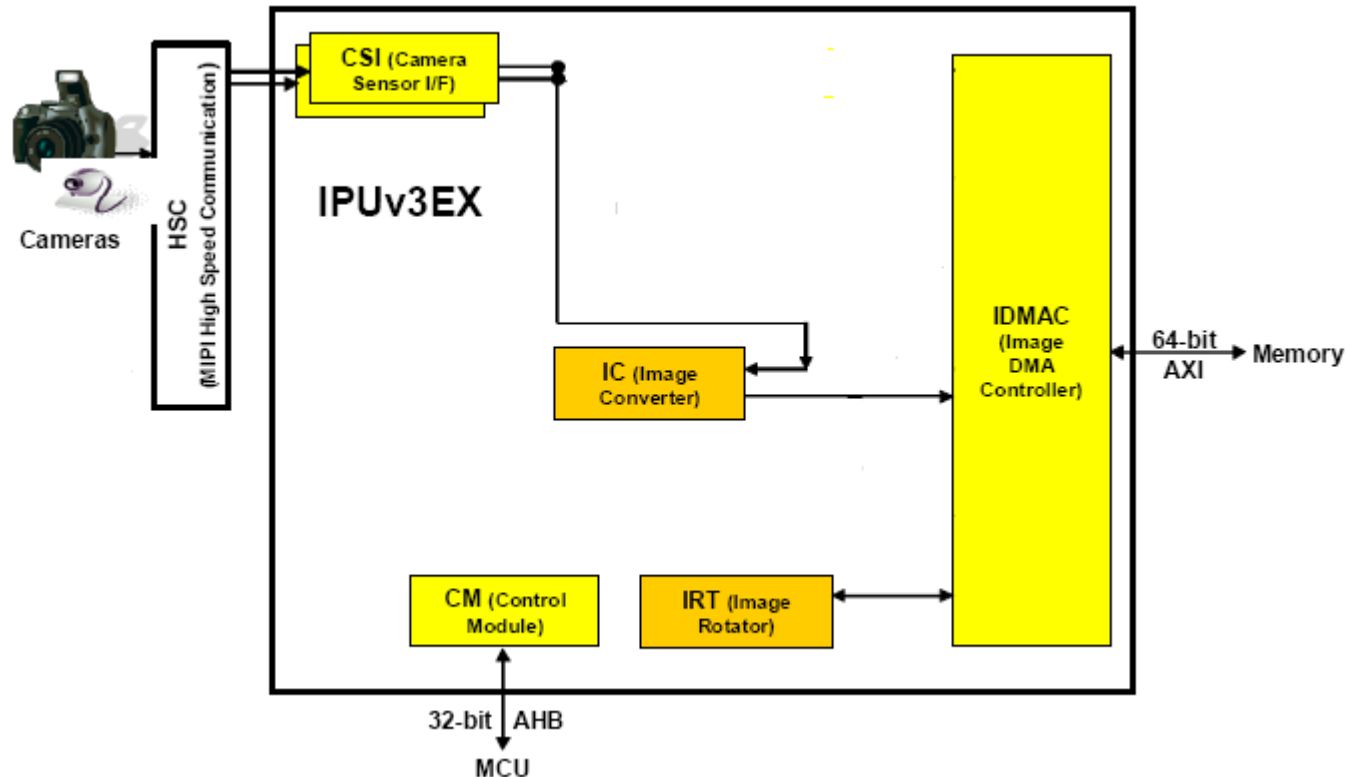 CSI (Camera
Sensor I/F)
IPUv3EX
Cameras
HSC
(MIPI High Speed Communication)
IC (Image
Converter)
IDMAC
(Image
DMA
Controller)
64-bit
AXI
Memory
CM (Control
Module)
IRT (Image
Rotator)
32-bit AHB
MCU